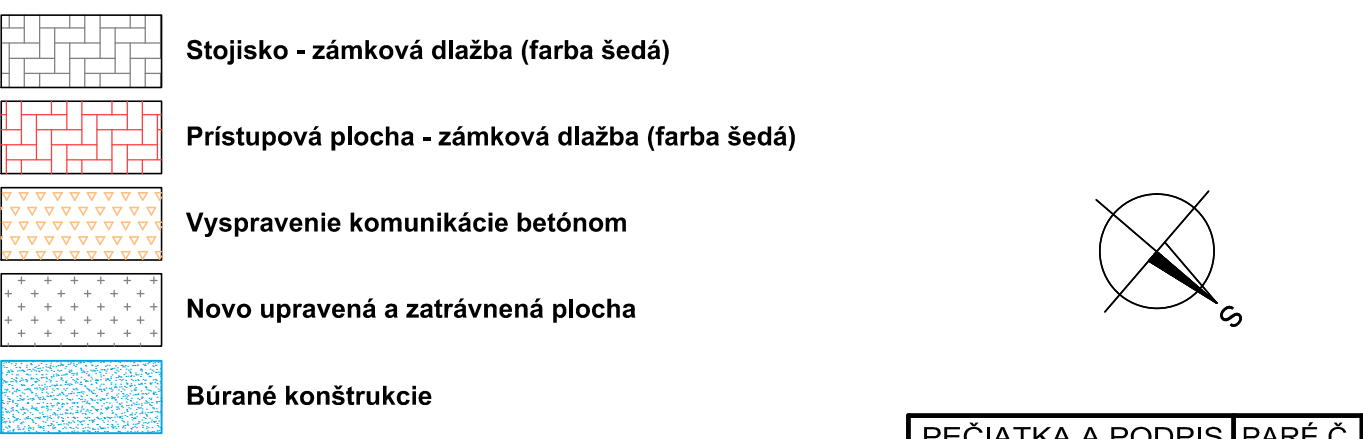 Stojisko - zámková dlažba (farba šedá)
Prístupová plocha - zámková dlažba (farba šedá)
Vyspravenie komunikácie betónom
Novo upravená a zatrávnená plocha
S
Búrané konštrukcie
PEČIATKA A PODPIS PARÉ Č.